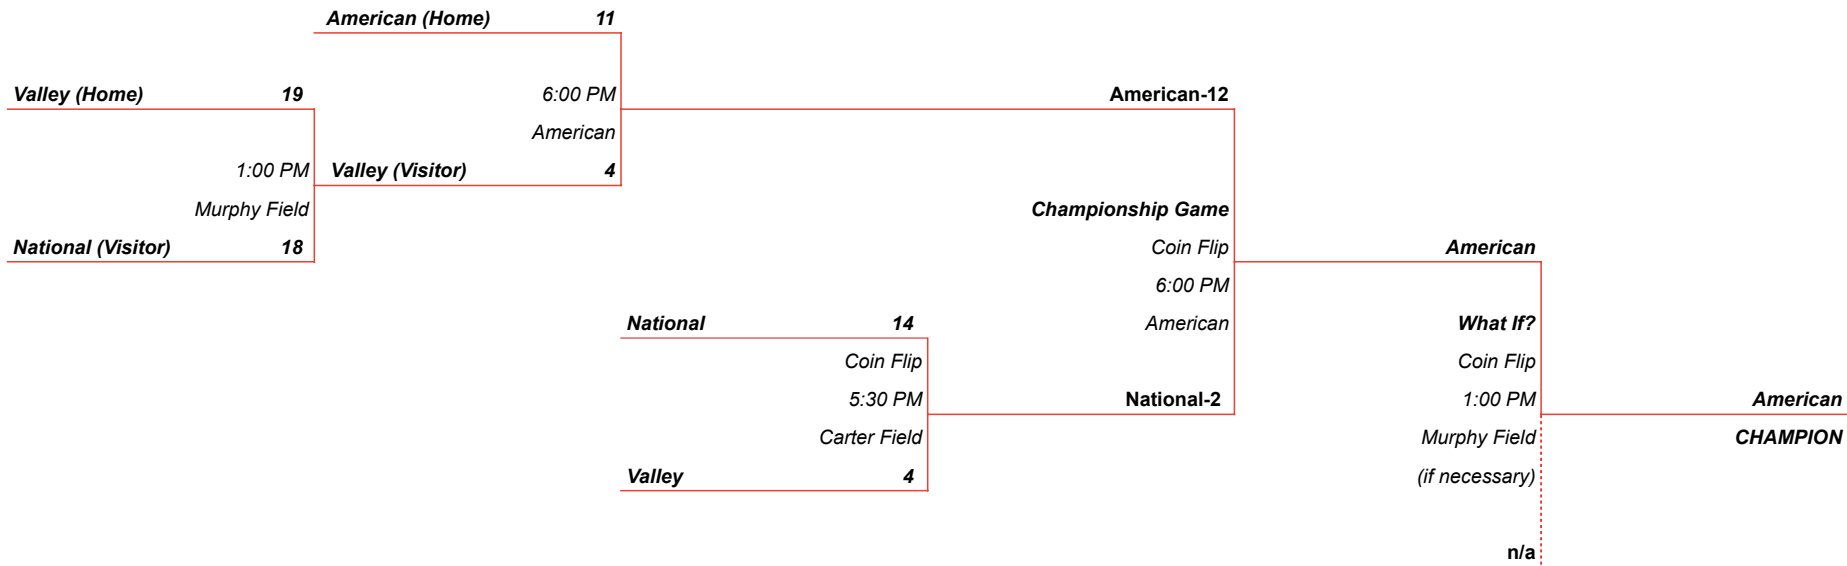 American (Home) 11
Valley (Home) 19
6:00 PM
American-12
American
1:00 PM
Valley (Visitor) 4
Murphy Field
Championship Game
National (Visitor) 18
Coin Flip
American
6:00 PM
National 14
American
What If?
Coin Flip
Coin Flip
5:30 PM
National-2
1:00 PM
American
Carter Field
Murphy Field
CHAMPION
Valley 4
(if necessary)
n/a